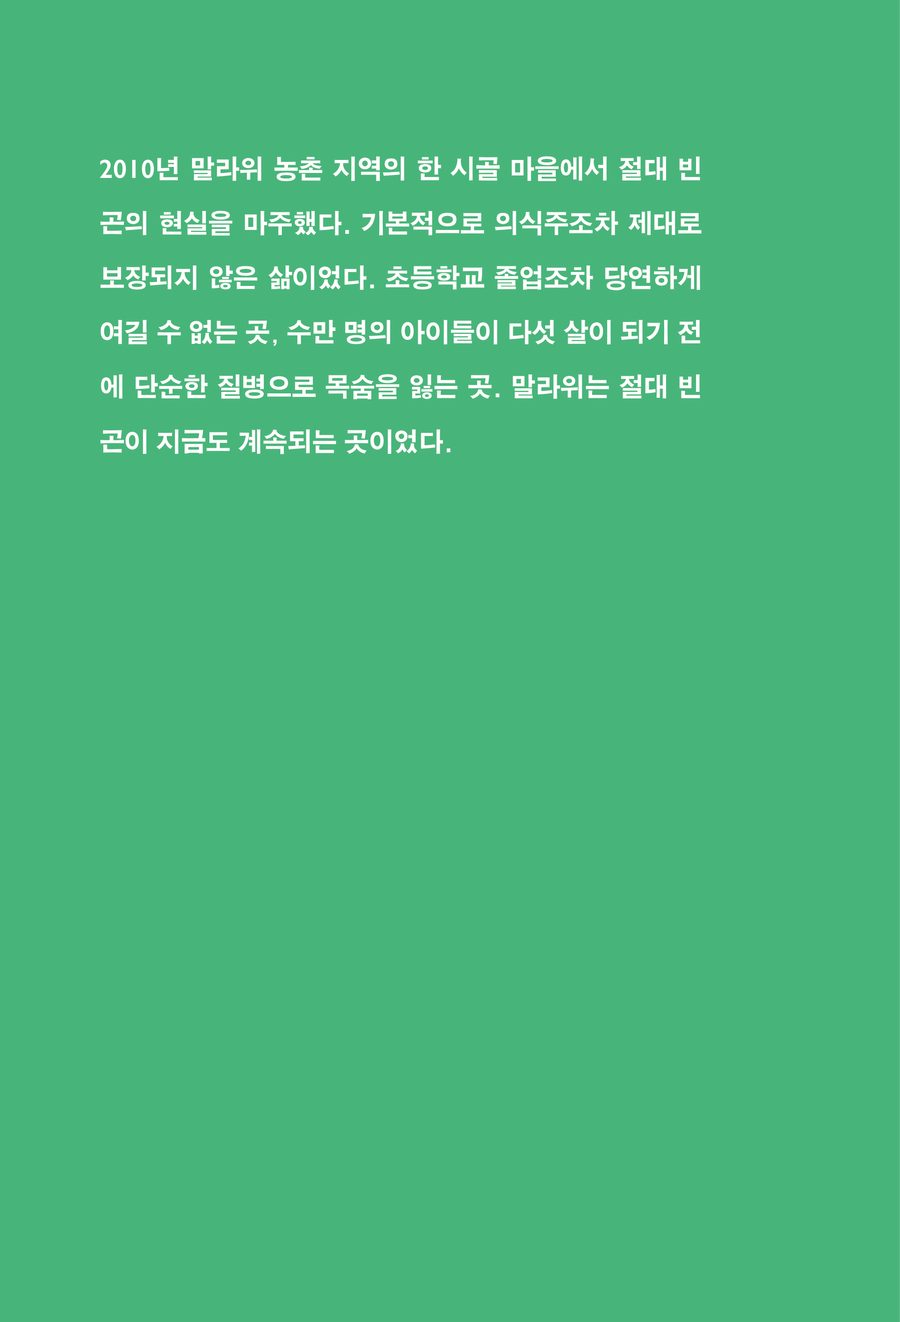 2010년 말라위 농촌 지역의 한 시골 마을에서 절대 빈
곤의 현실을 마주했다. 기본적으로 의식주조차 제대로
보장되지 않은 삶이었다. 초등학교 졸업조차 당연하게
여길 수 없는 곳, 수만 명의 아이들이 다섯 살이 되기 전
에 단순한 질병으로 목숨을 잃는 곳. 말라위는 절대 빈
곤이 지금도 계속되는 곳이었다.